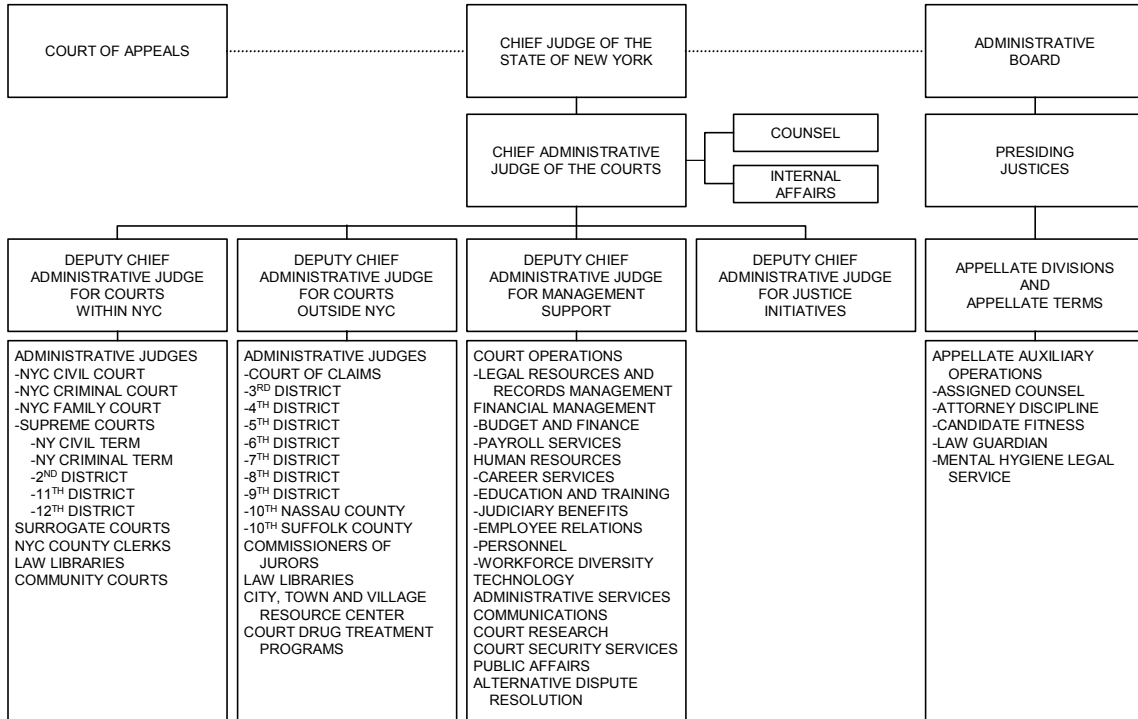 COURT OF APPEALS
CHIEF JUDGE OF THE
STATE OF NEW YORK
ADMINISTRATIVE
BOARD
CHIEF ADMINISTRATIVE
JUDGE OF THE COURTS
COUNSEL
INTERNAL
AFFAIRS
PRESIDING
JUSTICES
DEPUTY CHIEF
ADMINISTRATIVE JUDGE
FOR COURTS
WITHIN NYC
DEPUTY CHIEF
ADMINISTRATIVE JUDGE
FOR COURTS
OUTSIDE NYC
DEPUTY CHIEF
ADMINISTRATIVE JUDGE
FOR MANAGEMENT
SUPPORT
DEPUTY CHIEF
ADMINISTRATIVE JUDGE
FOR JUSTICE
INITIATIVES
APPELLATE DIVISIONS
AND
APPELLATE TERMS
ADMINISTRATIVE JUDGES
-NYC CIVIL COURT
-NYC CRIMINAL COURT
-NYC FAMILY COURT
-SUPREME COURTS
-NY CIVIL TERM
-NY CRIMINAL TERM
-2ND DISTRICT
-11TH DISTRICT
-12TH DISTRICT
SURROGATE COURTS
NYC COUNTY CLERKS
LAW LIBRARIES
COMMUNITY COURTS
ADMINISTRATIVE JUDGES
-COURT OF CLAIMS
-3RD DISTRICT
-4TH DISTRICT
-5TH DISTRICT
-6TH DISTRICT
-7TH DISTRICT
-8TH DISTRICT
-9TH DISTRICT
-10TH NASSAU COUNTY
-10TH SUFFOLK COUNTY
COMMISSIONERS OF
JURORS
LAW LIBRARIES
CITY, TOWN AND VILLAGE
RESOURCE CENTER
COURT DRUG TREATMENT
PROGRAMS
COURT OPERATIONS
-LEGAL RESOURCES AND
RECORDS MANAGEMENT
FINANCIAL MANAGEMENT
-BUDGET AND FINANCE
-PAYROLL SERVICES
HUMAN RESOURCES
-CAREER SERVICES
-EDUCATION AND TRAINING
-JUDICIARY BENEFITS
-EMPLOYEE RELATIONS
-PERSONNEL
-WORKFORCE DIVERSITY
TECHNOLOGY
ADMINISTRATIVE SERVICES
COMMUNICATIONS
COURT RESEARCH
COURT SECURITY SERVICES
PUBLIC AFFAIRS
ALTERNATIVE DISPUTE
RESOLUTION
APPELLATE AUXILIARY
OPERATIONS
-ASSIGNED COUNSEL
-ATTORNEY DISCIPLINE
-CANDIDATE FITNESS
-LAW GUARDIAN
-MENTAL HYGIENE LEGAL
SERVICE